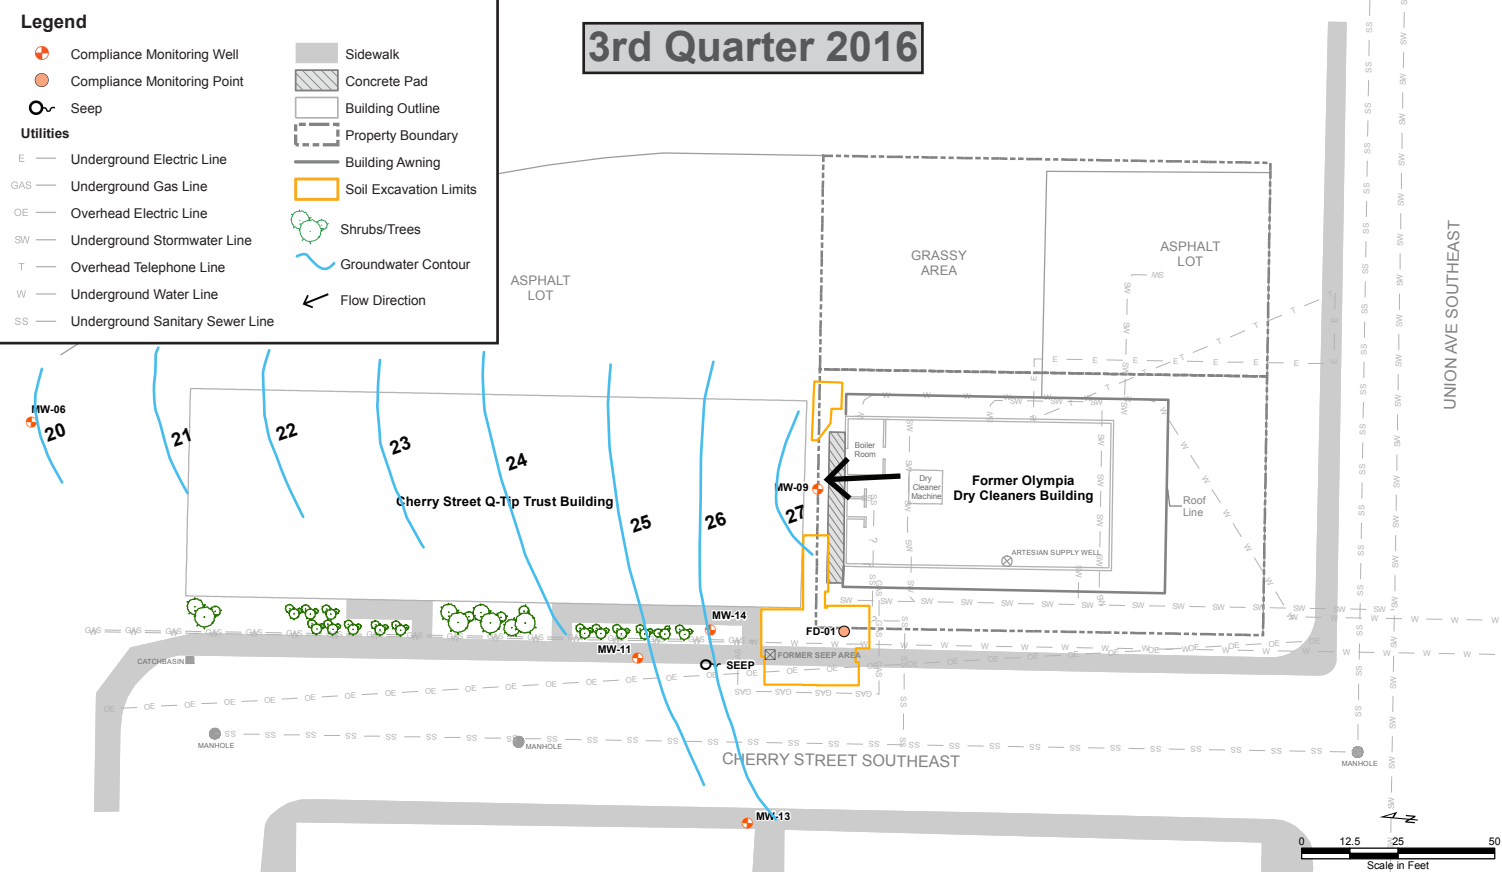 3rd Quarter 2016
Legend
Compliance Monitoring Well
Compliance Monitoring Point
Seep
Utilities
E Underground Electric Line
GAS Underground Gas Line
OE Overhead Electric Line
SW Underground Stormwater Line
T Overhead Telephone Line
W Underground Water Line
SS Underground Sanitary Sewer Line
Sidewalk
Concrete Pad
Building Outline
Property Boundary
Building Awning
Soil Excavation Limits
Shrubs/Trees
Groundwater Contour
Flow Direction
ASPHALT
LOT
GRASSY
AREA
ASPHALT
LOT
UNION AVE SOUTHEAST
MW-06
20
21
22
23
24
25
26
27
Cherry Street Q-Tip Trust Building
MW-09
Boiler
Room
Dry
Cleaner
Machine
Former Olympia
Dry Cleaners Building
Roof
Line
ARTESIAN SUPPLY WELL
MW-14
FD-01
MW-11
SEEP
FORMER SEEP AREA
CATCHBASIN
MANHOLE
MANHOLE
MANHOLE
CHERRY STREET SOUTHEAST
MW-13
N
0 12.5 25 50
Scale in Feet